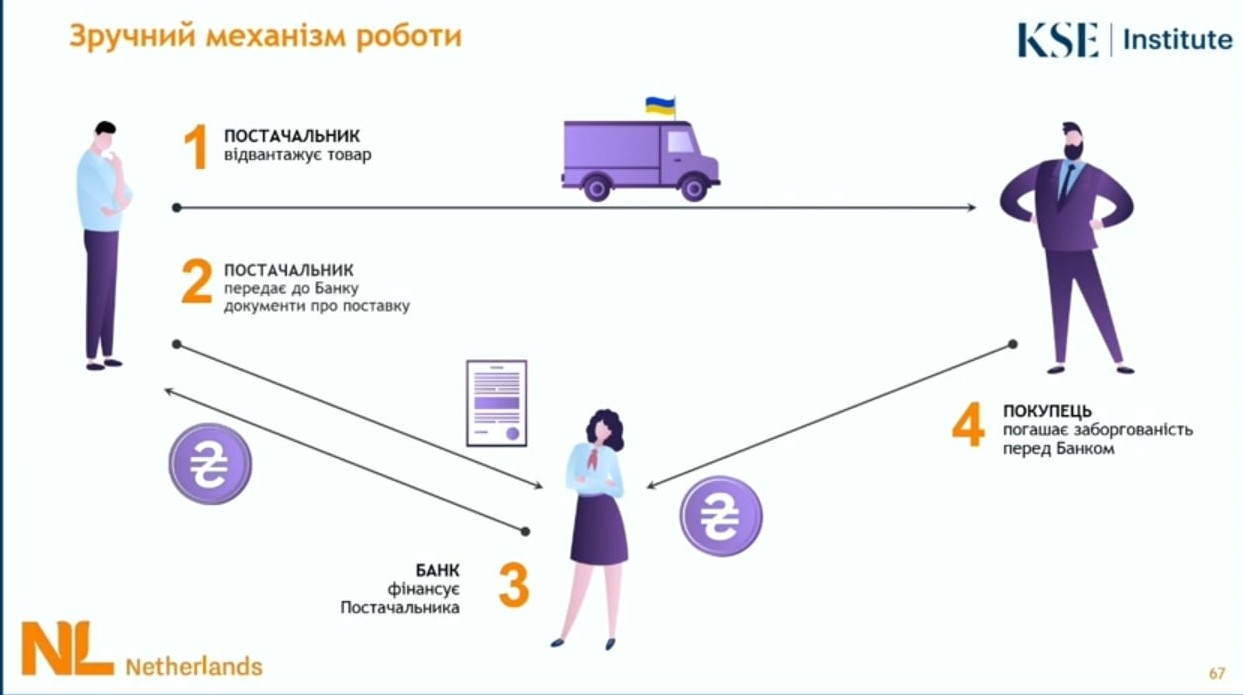 Зручний механізм роботи
KSE Institute
1
ПОСТАЧАЛЬНИК
відвантажує товар
2
ПОСТАЧАЛЬНИК
передає до Банку
документи про поставку
4
ПОКУПЕЦЬ
погашає заборгованість
перед Банком
₴
₴
3
БАНК
фінансує
Постачальника
NL Netherlands
67